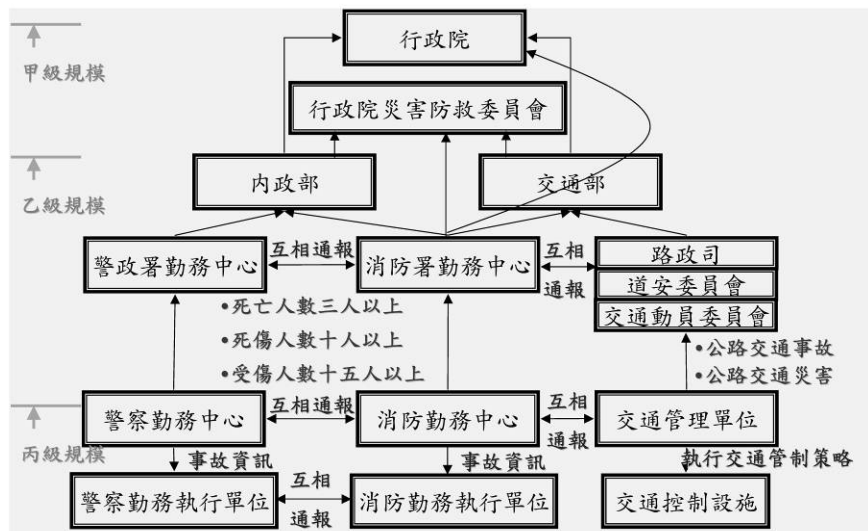 行政院
甲級規模
行政院災害防救委員會
內政部
交通部
乙級規模
警政署勤務中心
互相通報
消防署勤務中心
互相
通報
路政司
道安委員會
交通動員委員會
•死亡人數三人以上
•死傷人數十人以上
•受傷人數十五人以上
•公路交通事故
•公路交通災害
警察勤務中心
互相通報
消防勤務中心
互相
通報
交通管理單位
丙級規模
事故資訊
事故資訊
執行交通管制策略
警察勤務執行單位
互相
通報
消防勤務執行單位
交通控制設施